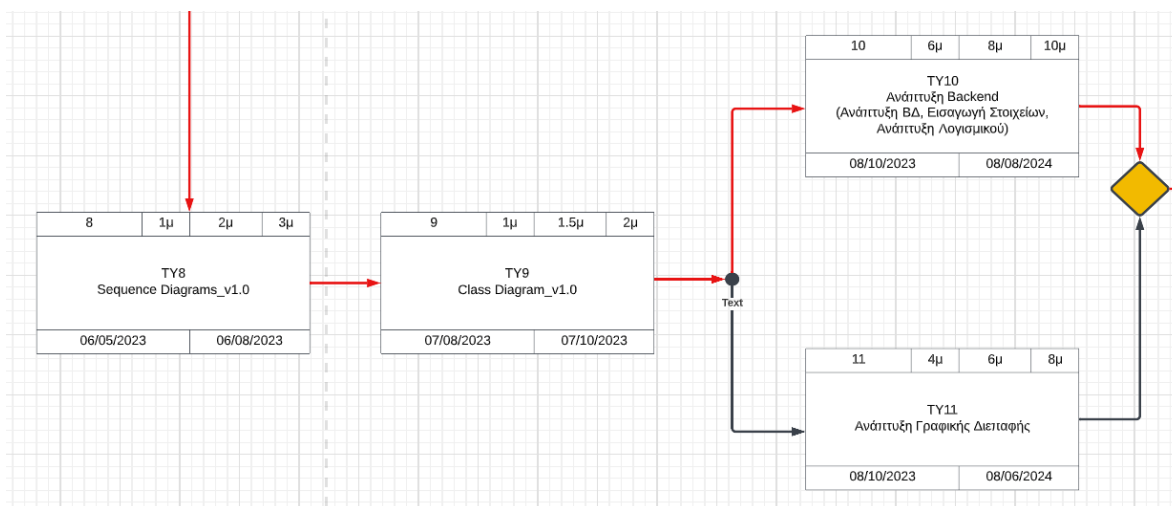 10 6μ 8μ 10μ
TY10
Ανάπτυξη Backend
(Ανάπτυξη ΒΔ, Εισαγωγή Στοιχείων,
Ανάπτυξη Λογισμικού)
08/10/2023 08/08/2024
8 1μ 2μ 3μ
TY8
Sequence Diagrams_v1.0
06/05/2023 06/08/2023
9 1μ 1.5μ 2μ
TY9
Class Diagram_v1.0
07/08/2023 07/10/2023
Text
11 4μ 6μ 8μ
TY11
Ανάπτυξη Γραφικής Διεπαφής
08/10/2023 08/06/2024